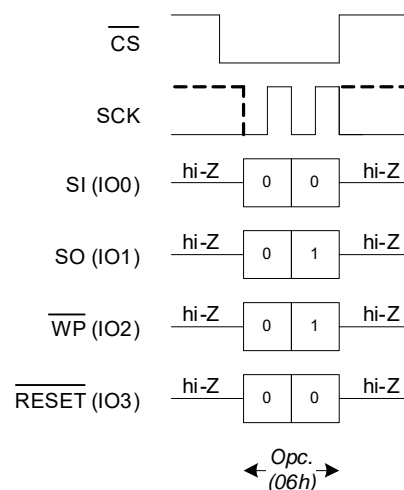 CS
SCK
hi-Z 0 0 hi-Z
SI (IO0)
hi-Z 0 1 hi-Z
SO (IO1)
hi-Z 0 1 hi-Z
WP (IO2)
hi-Z 0 0 hi-Z
RESET (IO3)
Opc.
(06h)